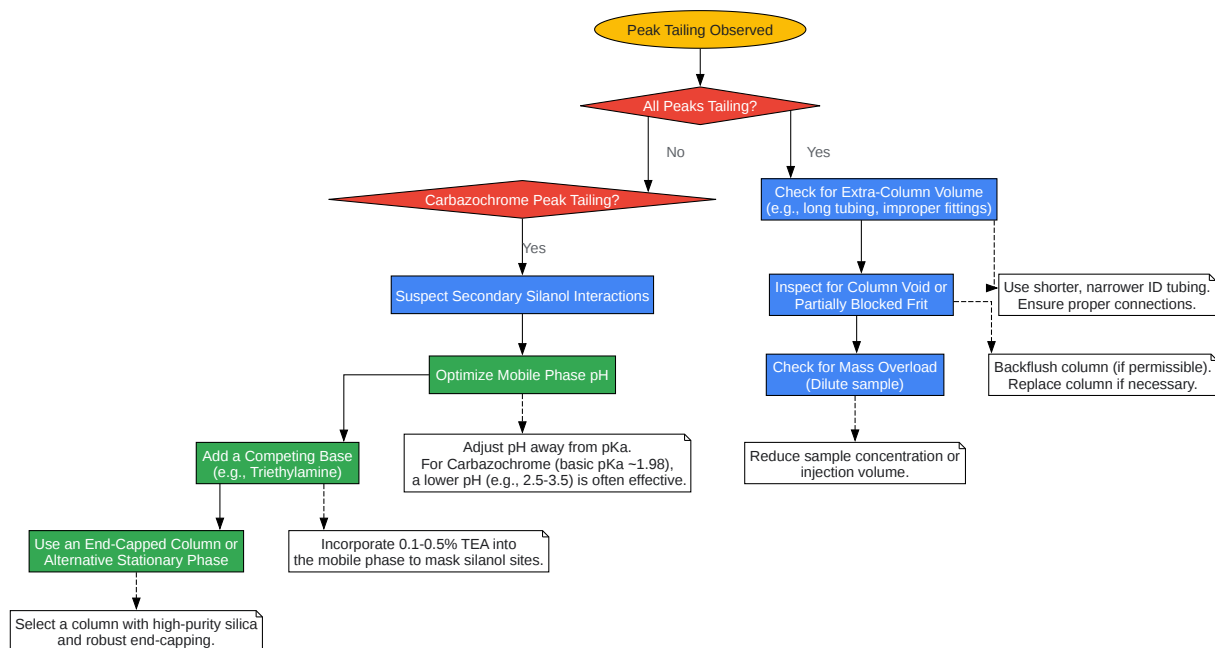 Peak Tailing Observed
All Peaks Tailing?
No
Yes
Carbazochrome Peak Tailing?
Check for Extra-Column Volume
(e.g., long tubing, improper fittings)
Yes
Suspect Secondary Silanol Interactions
Inspect for Column Void or
Partially Blocked Frit
Use shorter, narrower ID tubing.
Ensure proper connections.
Optimize Mobile Phase pH
Check for Mass Overload
(Dilute sample)
Backflush column (if permissible).
Replace column if necessary.
Add a Competing Base
(e.g., Triethylamine)
Adjust pH away from pKa.
For Carbazochrome (basic pKa ~1.98),
a lower pH (e.g., 2.5-3.5) is often effective.
Reduce sample concentration or
injection volume.
Use an End-Capped Column or
Alternative Stationary Phase
Incorporate 0.1-0.5% TEA into
the mobile phase to mask silanol sites.
Select a column with high-purity silica
and robust end-capping.